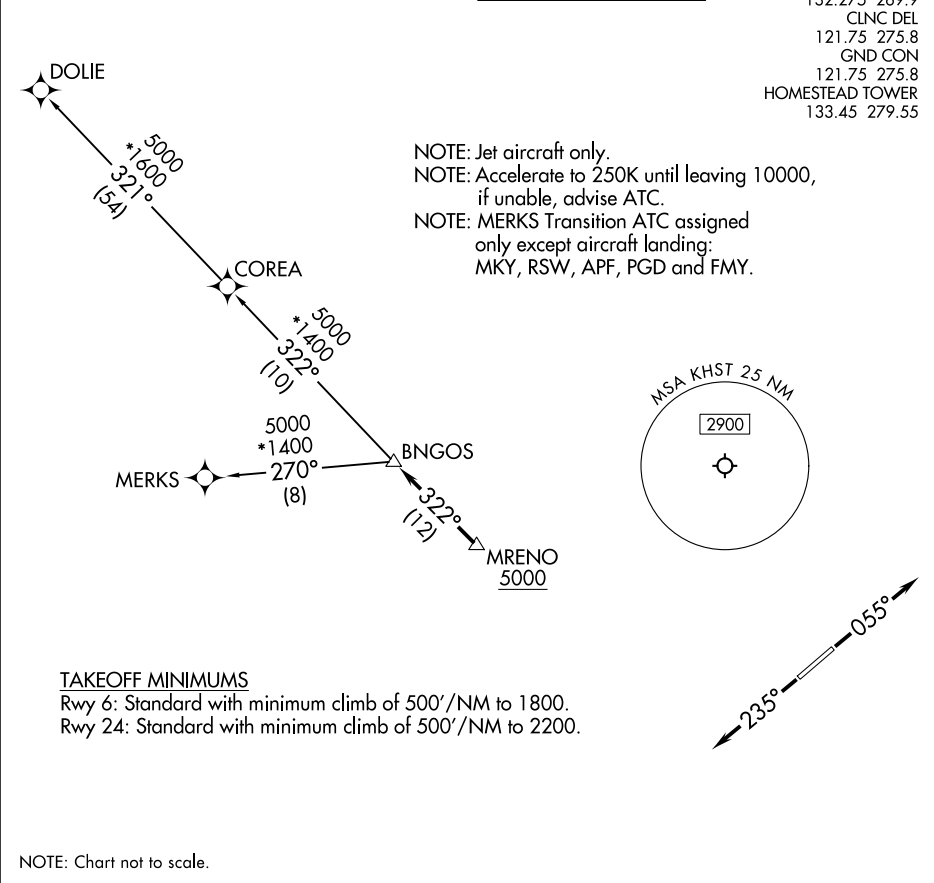 132.275 269.9
CLNC DEL
121.75 275.8
GND CON
121.75 275.8
HOMESTEAD TOWER
133.45 279.55
DOLIE
5000
*1600
321°
(54)
NOTE: Jet aircraft only.
NOTE: Accelerate to 250K until leaving 10000,
if unable, advise ATC.
NOTE: MERKS Transition ATC assigned
only except aircraft landing:
MKY, RSW, APF, PGD and FMY.
COREA
5000
*1400
322°
(10)
MSA KHST 25 NM
2900
5000
*1400
270°
(8)
BNGOS
MERKS
322°
(12)
MRENO
5000
055°
235°
TAKEOFF MINIMUMS
Rwy 6: Standard with minimum climb of 500'/NM to 1800.
Rwy 24: Standard with minimum climb of 500'/NM to 2200.
NOTE: Chart not to scale.